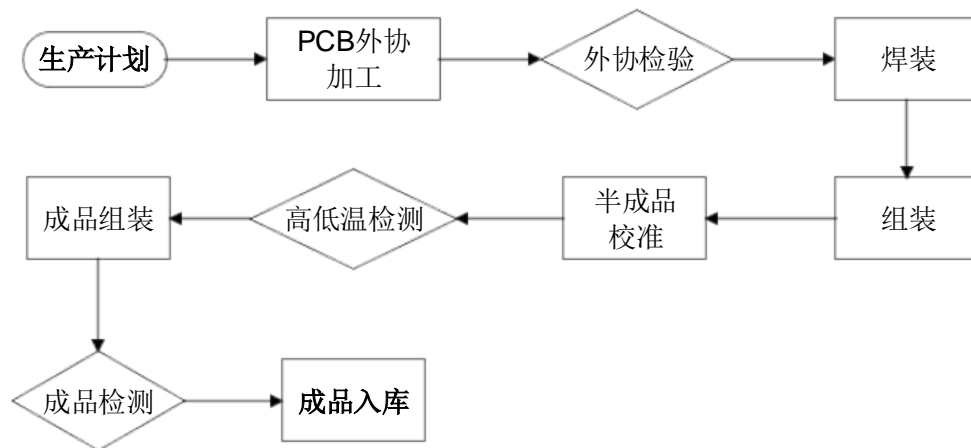 生产计划
PCB外协
加工
外协检验
焊装
组装
半成品
校准
高低温检测
成品组装
成品检测
成品入库